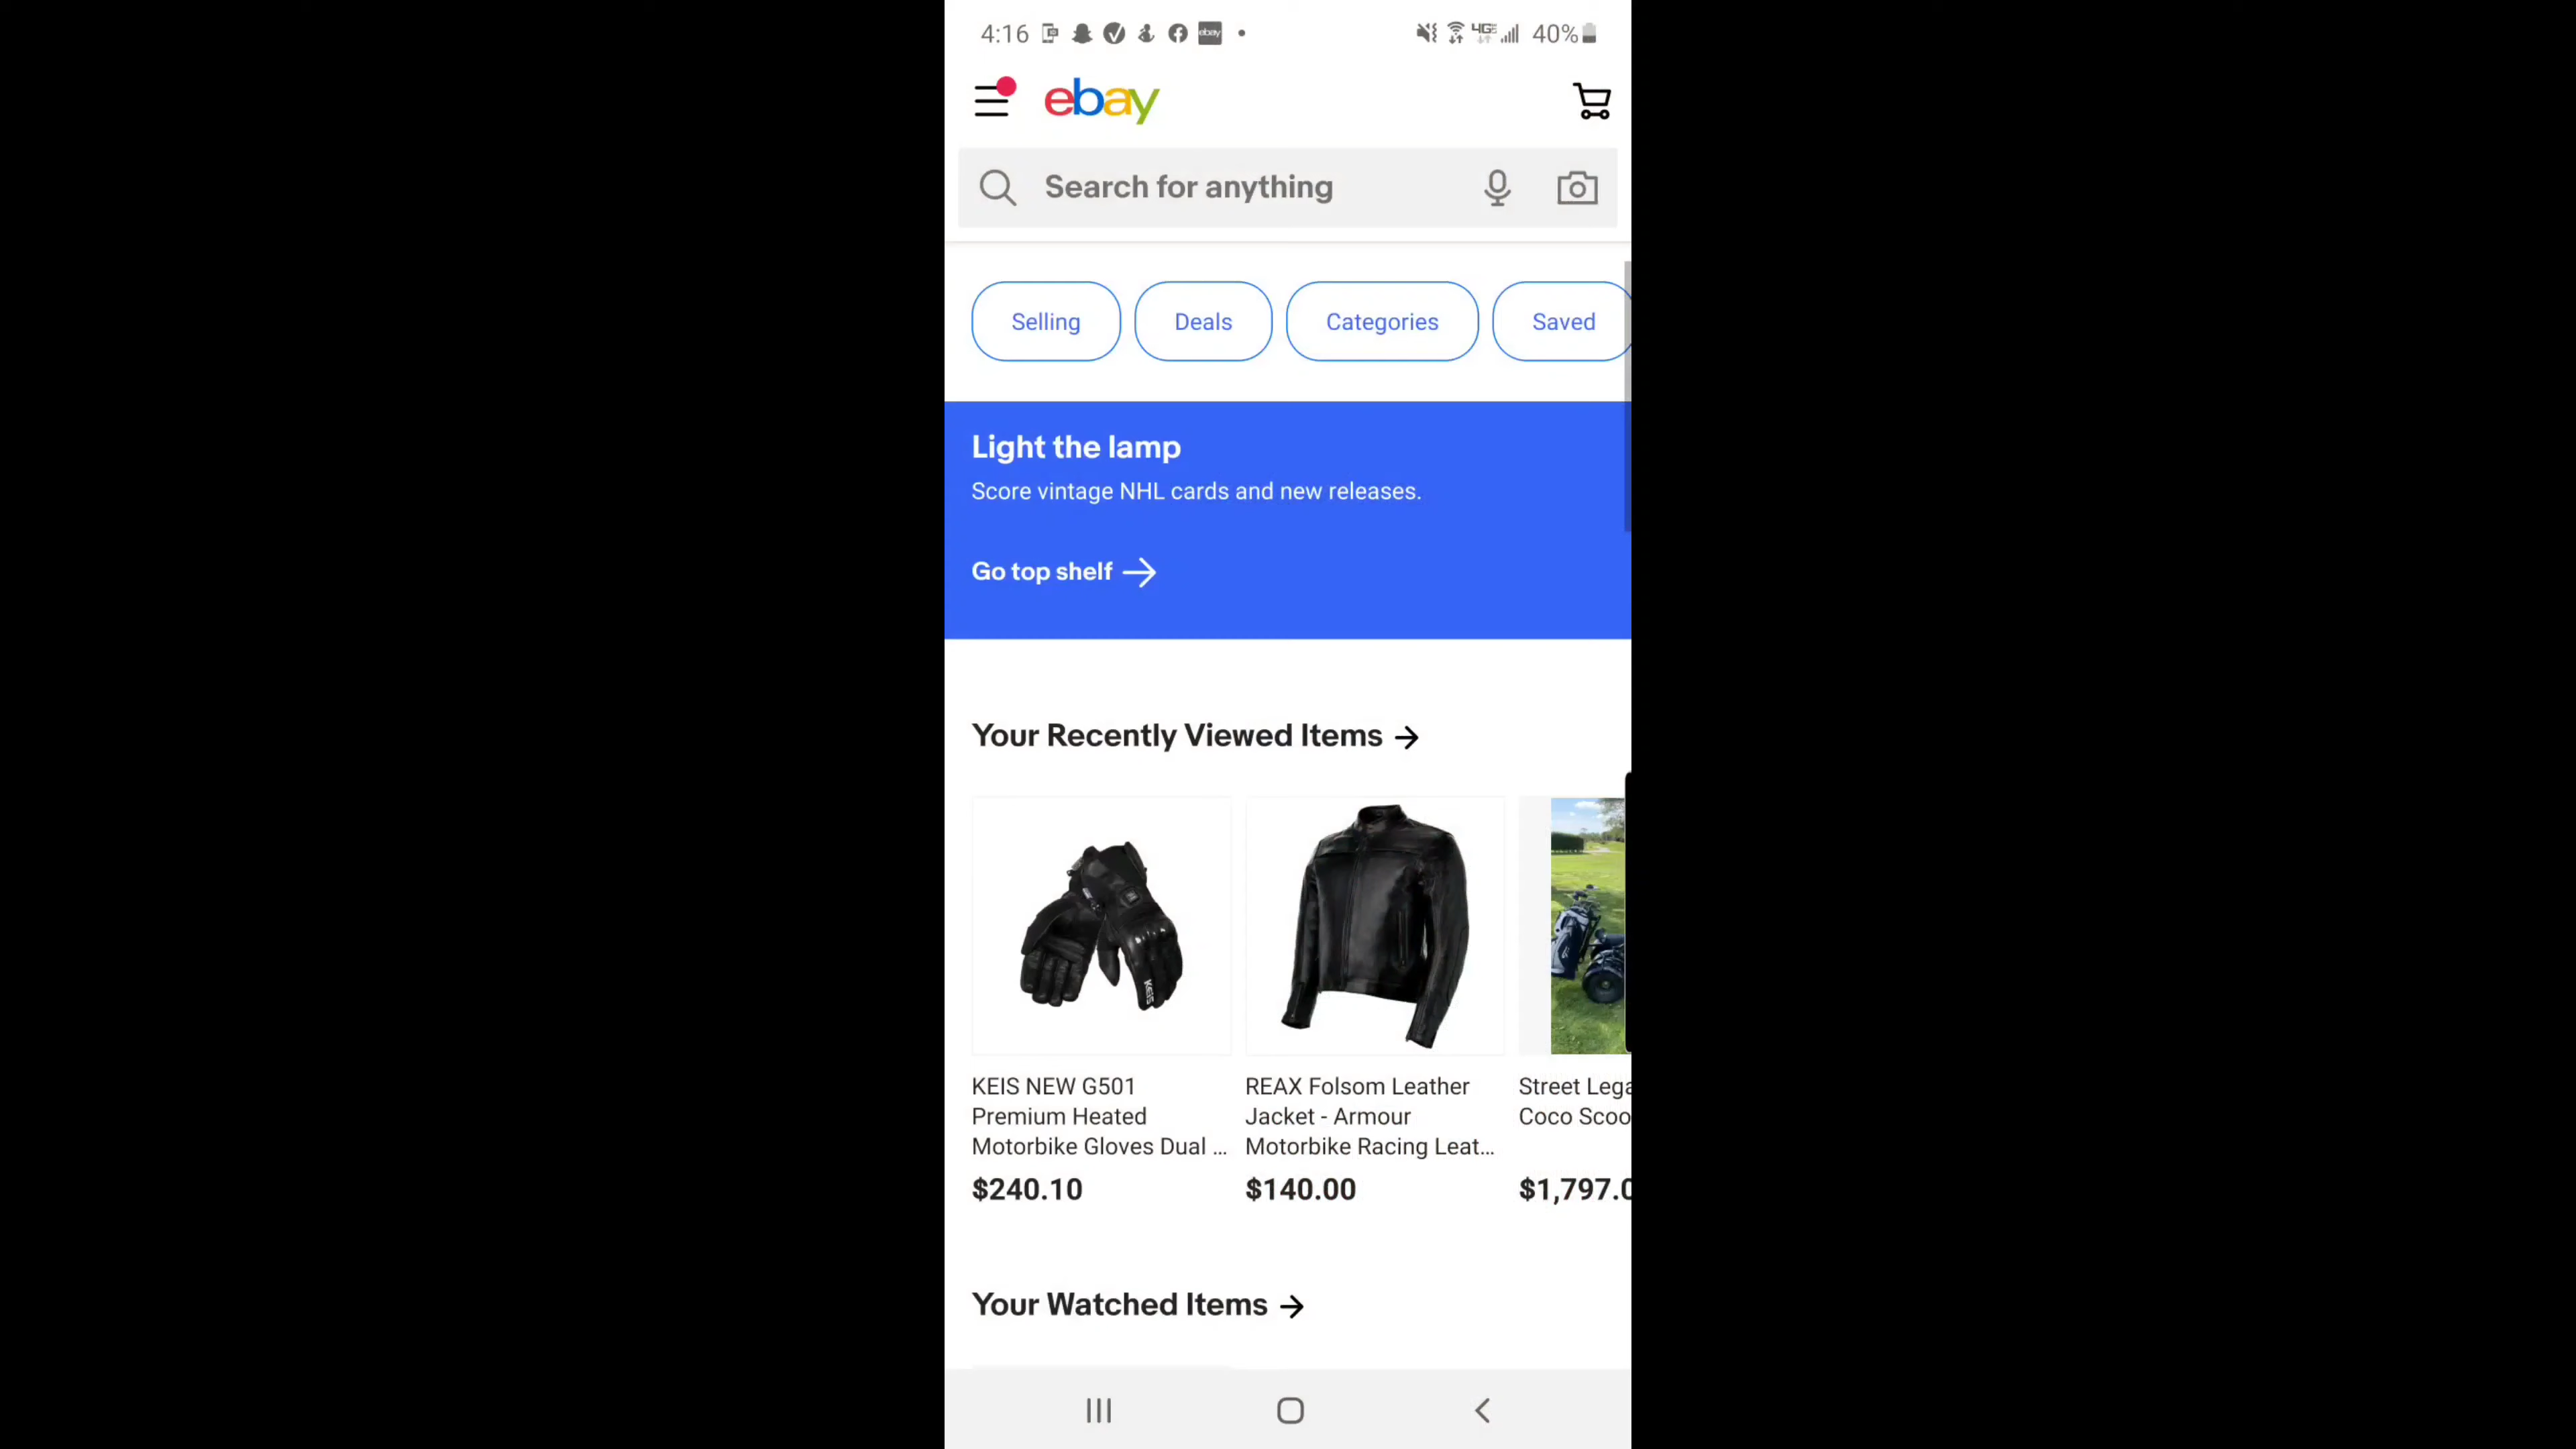 4:16
ebay
4GE
40%
ebay
Search for anything
Selling
Deals
Categories
Saved
Light the lamp
Score vintage NHL cards and new releases.
Go top shelf
Your Recently Viewed Items
KEIS
KEIS NEW G501
Premium Heated
Motorbike Gloves Dual ...
$240.10
REAX Folsom Leather
Jacket - Armour
Motorbike Racing Leat...
$140.00
Street Lega
Coco Scoo
$1,797.0
Your Watched Items